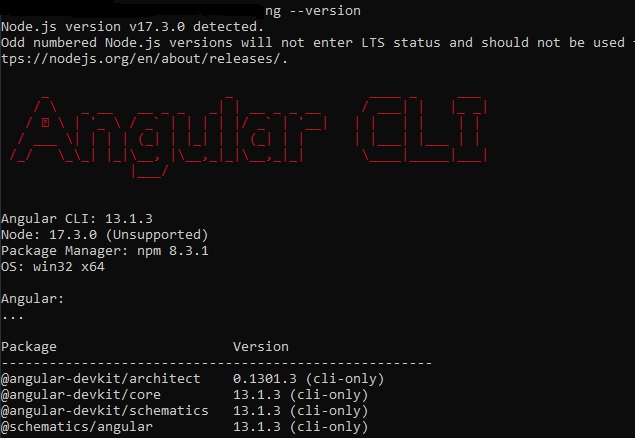 ng --version
Node.js version v17.3.0 detected.
Odd numbered Node.js versions will not enter LTS status and should not be used
tps://nodejs.org/en/about/releases/.
Angular CLI
Angular CLI: 13.1.3
Node: 17.3.0 (Unsupported)
Package Manager: npm 8.3.1
OS: win32 x64
Angular:
...
Package Version
------------------------------------------------------
@angular-devkit/architect 0.1301.3 (cli-only)
@angular-devkit/core 13.1.3 (cli-only)
@angular-devkit/schematics 13.1.3 (cli-only)
@schematics/angular 13.1.3 (cli-only)